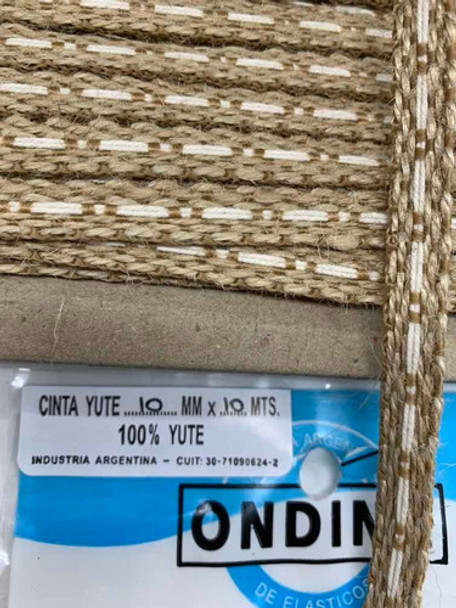 CINTA YUTE ....10.... MM x ..10.. MTS.
100% YUTE
INDUSTRIA ARGENTINA - CUIT: 30-71090624-2
ONDIN
DE ELASTICOS